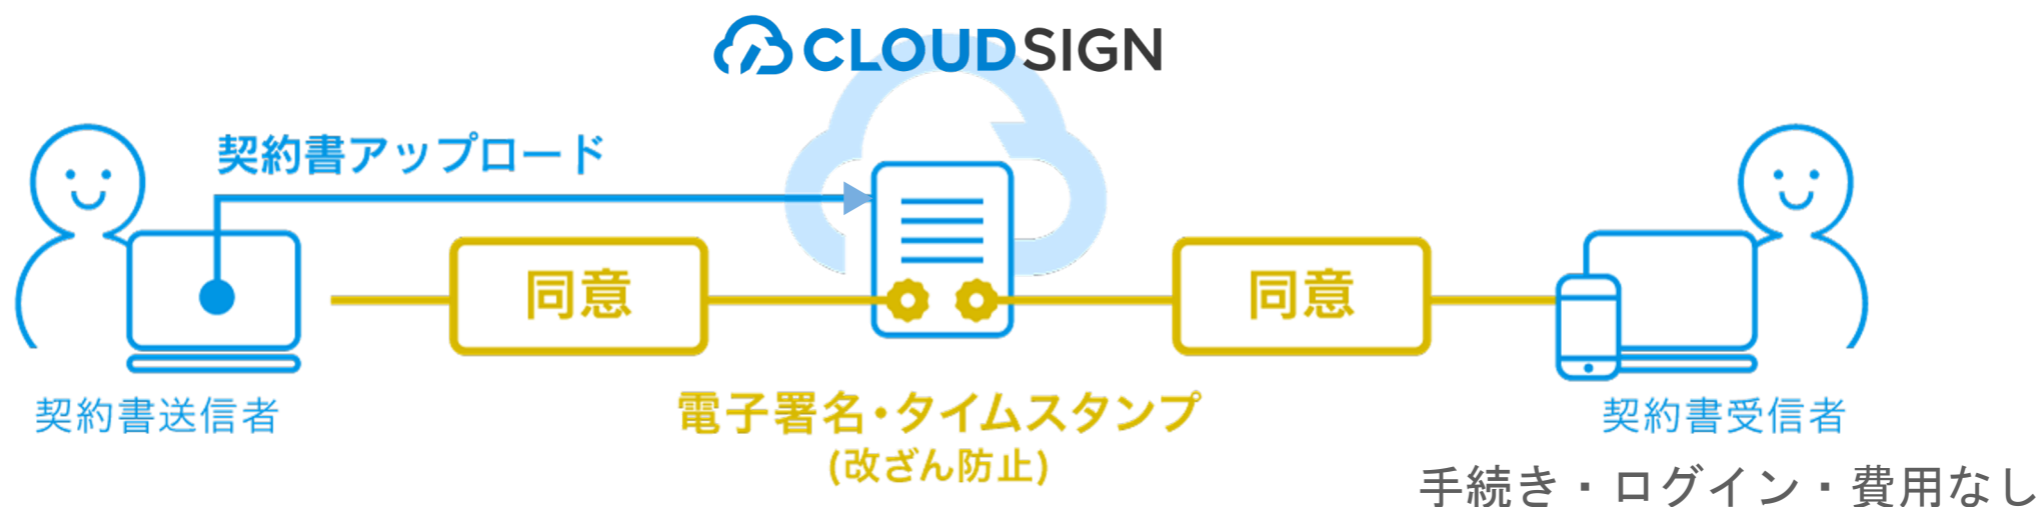 CLOUDSIGN
契約書アップロード
同意
同意
契約書送信者
電子署名・タイムスタンプ
(改ざん防止)
契約書受信者
手続き・ログイン・費用なし